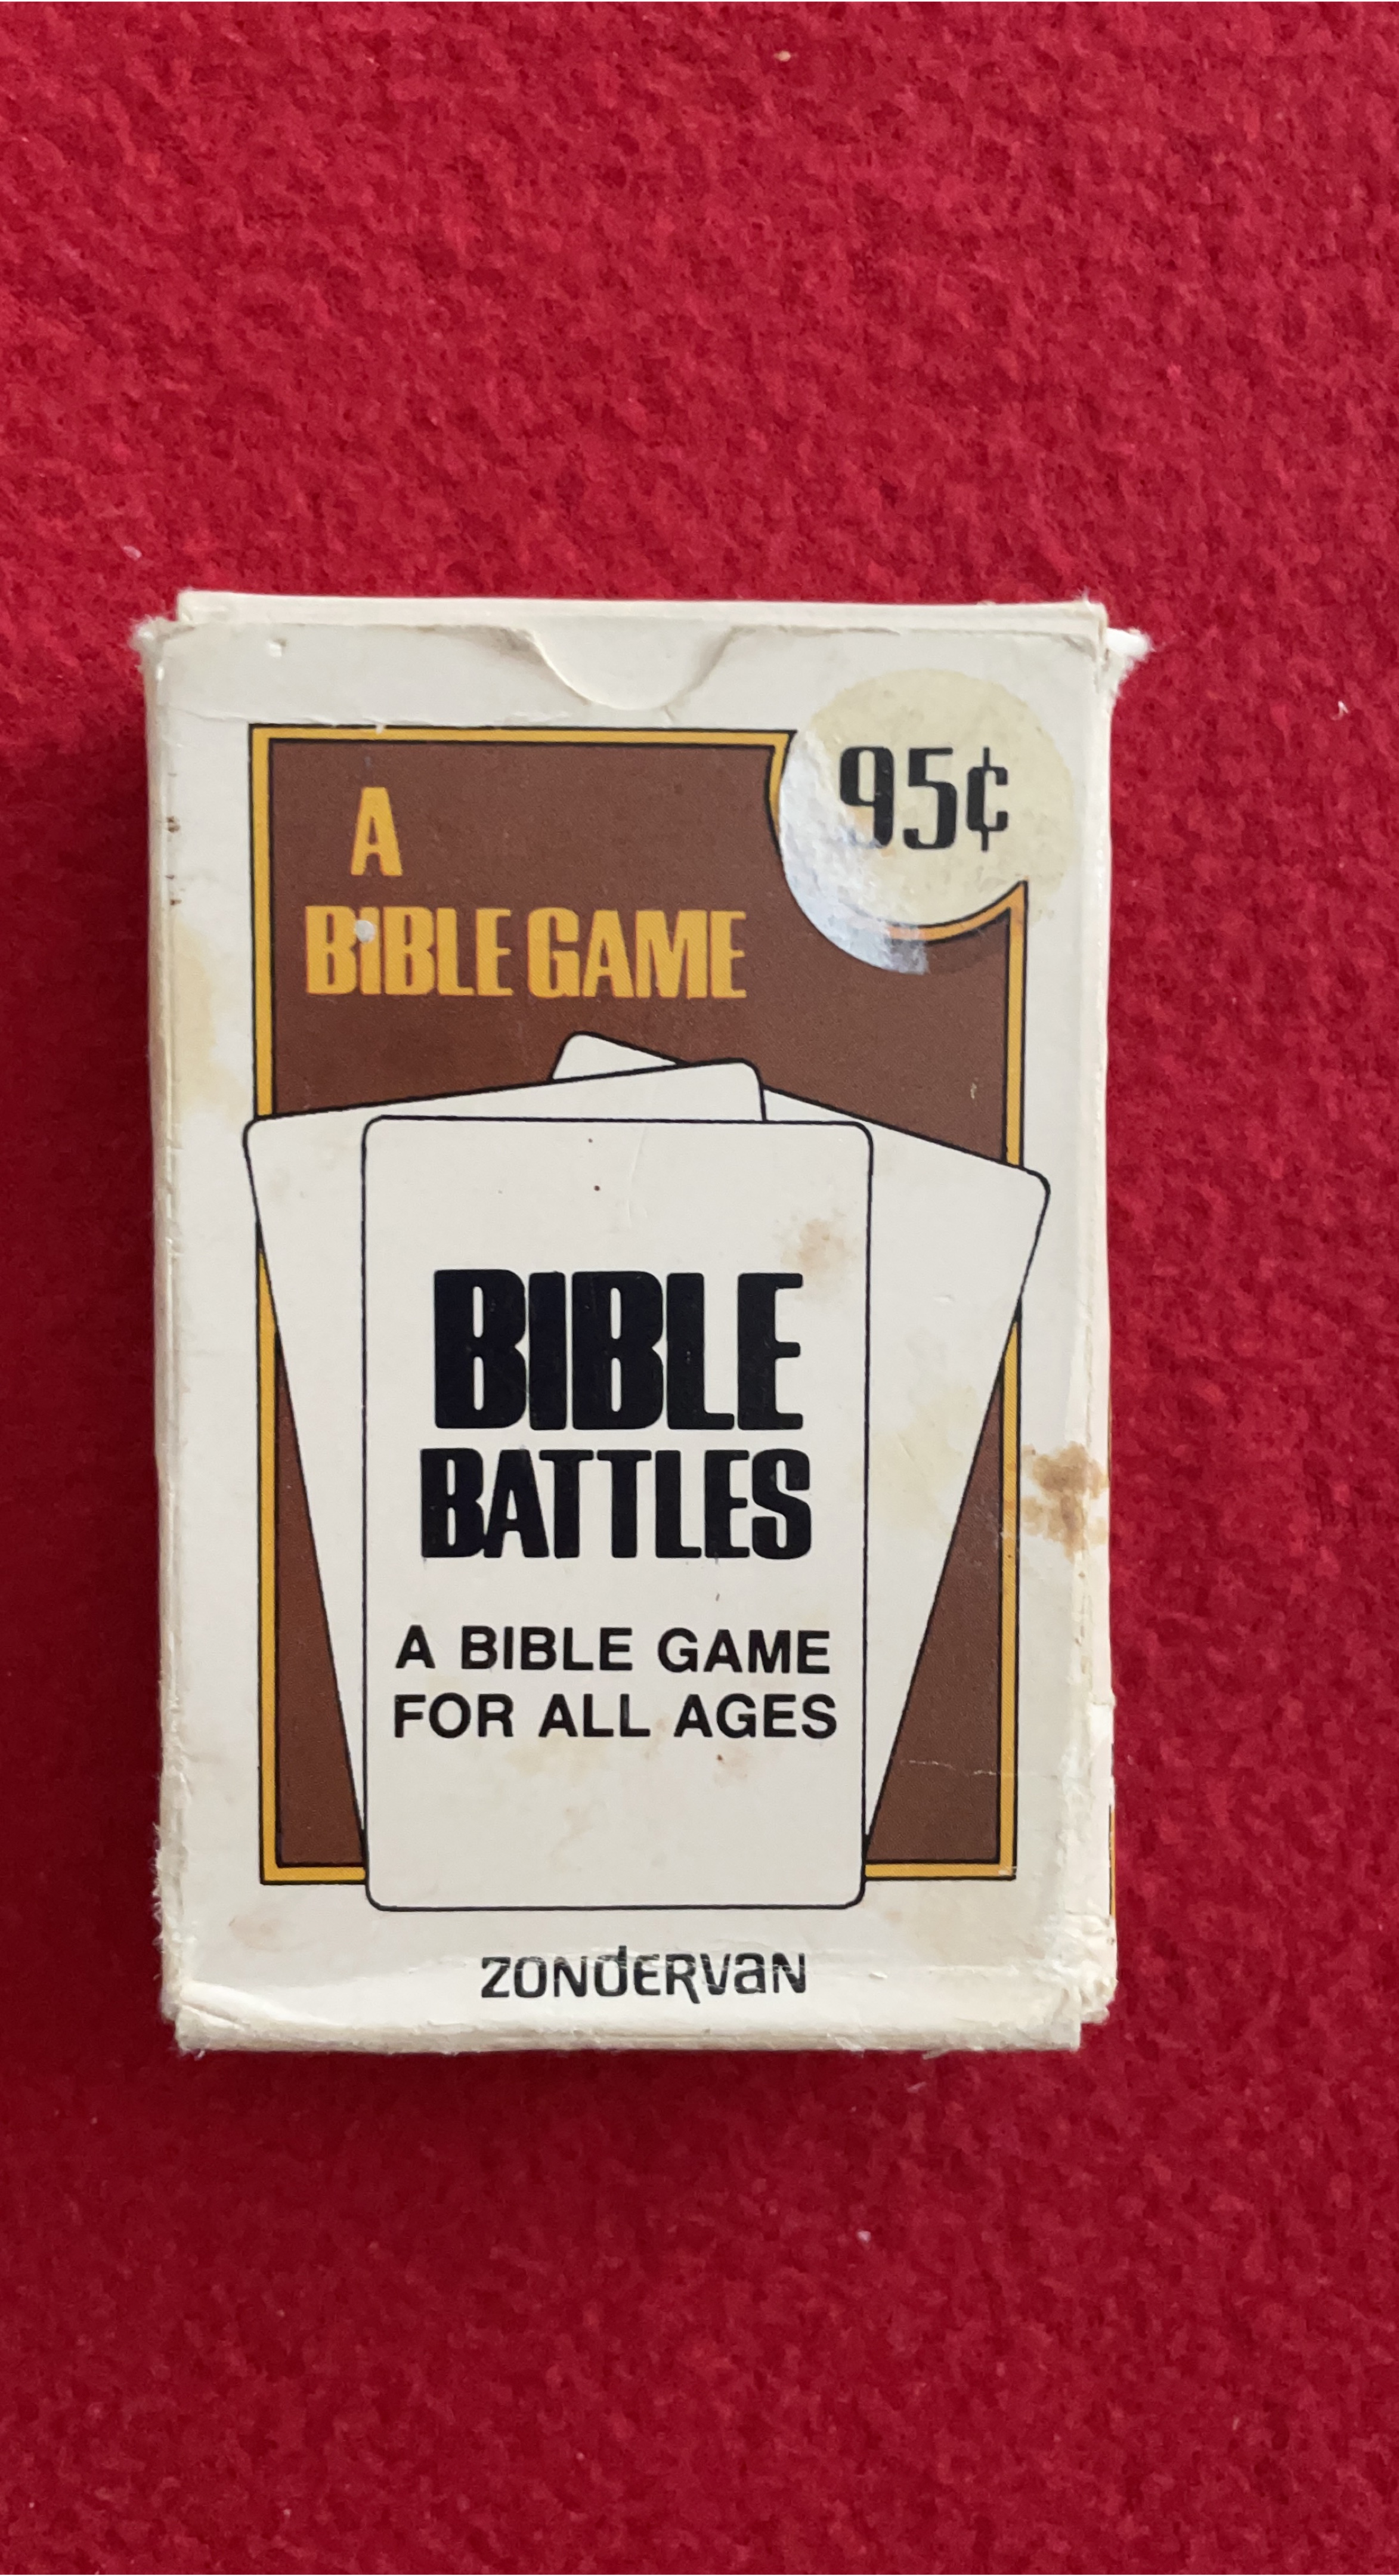 95¢
A
BIBLE GAME
BIBLE
BATTLES
A BIBLE GAME
FOR ALL AGES
ZONdERVaN